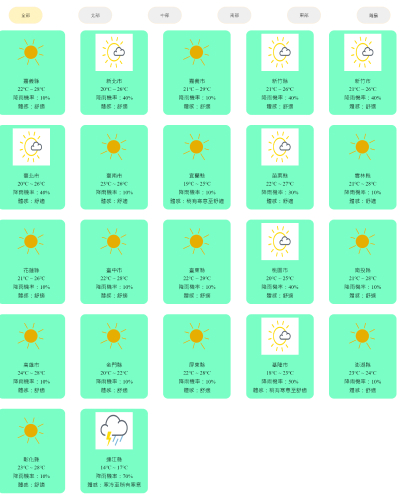 全部
北部
中部
南部
東部
離島
嘉義縣
22°C ~ 28°C
降雨機率：10%
體感：舒適
新北市
20°C ~ 26°C
降雨機率：40%
體感：舒適
嘉義市
21°C ~ 29°C
降雨機率：10%
體感：舒適
新竹縣
21°C ~ 26°C
降雨機率：40%
體感：舒適
新竹市
21°C ~ 26°C
降雨機率：40%
體感：舒適
臺北市
20°C ~ 26°C
降雨機率：40%
體感：舒適
臺南市
23°C ~ 26°C
降雨機率：10%
體感：舒適
宜蘭縣
19°C ~ 25°C
降雨機率：10%
體感：稍有寒意至舒適
苗栗縣
22°C ~ 27°C
降雨機率：30%
體感：舒適
雲林縣
21°C ~ 28°C
降雨機率：10%
體感：舒適
花蓮縣
21°C ~ 26°C
降雨機率：10%
體感：舒適
臺中市
22°C ~ 28°C
降雨機率：10%
體感：舒適
臺東縣
22°C ~ 29°C
降雨機率：10%
體感：舒適
桃園市
20°C ~ 25°C
降雨機率：40%
體感：舒適
南投縣
21°C ~ 28°C
降雨機率：10%
體感：舒適
高雄市
24°C ~ 28°C
降雨機率：10%
體感：舒適
金門縣
20°C ~ 22°C
降雨機率：10%
體感：舒適
屏東縣
22°C ~ 28°C
降雨機率：10%
體感：舒適
基隆市
18°C ~ 23°C
降雨機率：50%
體感：稍有寒意至舒適
澎湖縣
23°C ~ 24°C
降雨機率：10%
體感：舒適
彰化縣
23°C ~ 28°C
降雨機率：10%
體感：舒適
連江縣
14°C ~ 17°C
降雨機率：70%
體感：寒冷至稍有寒意